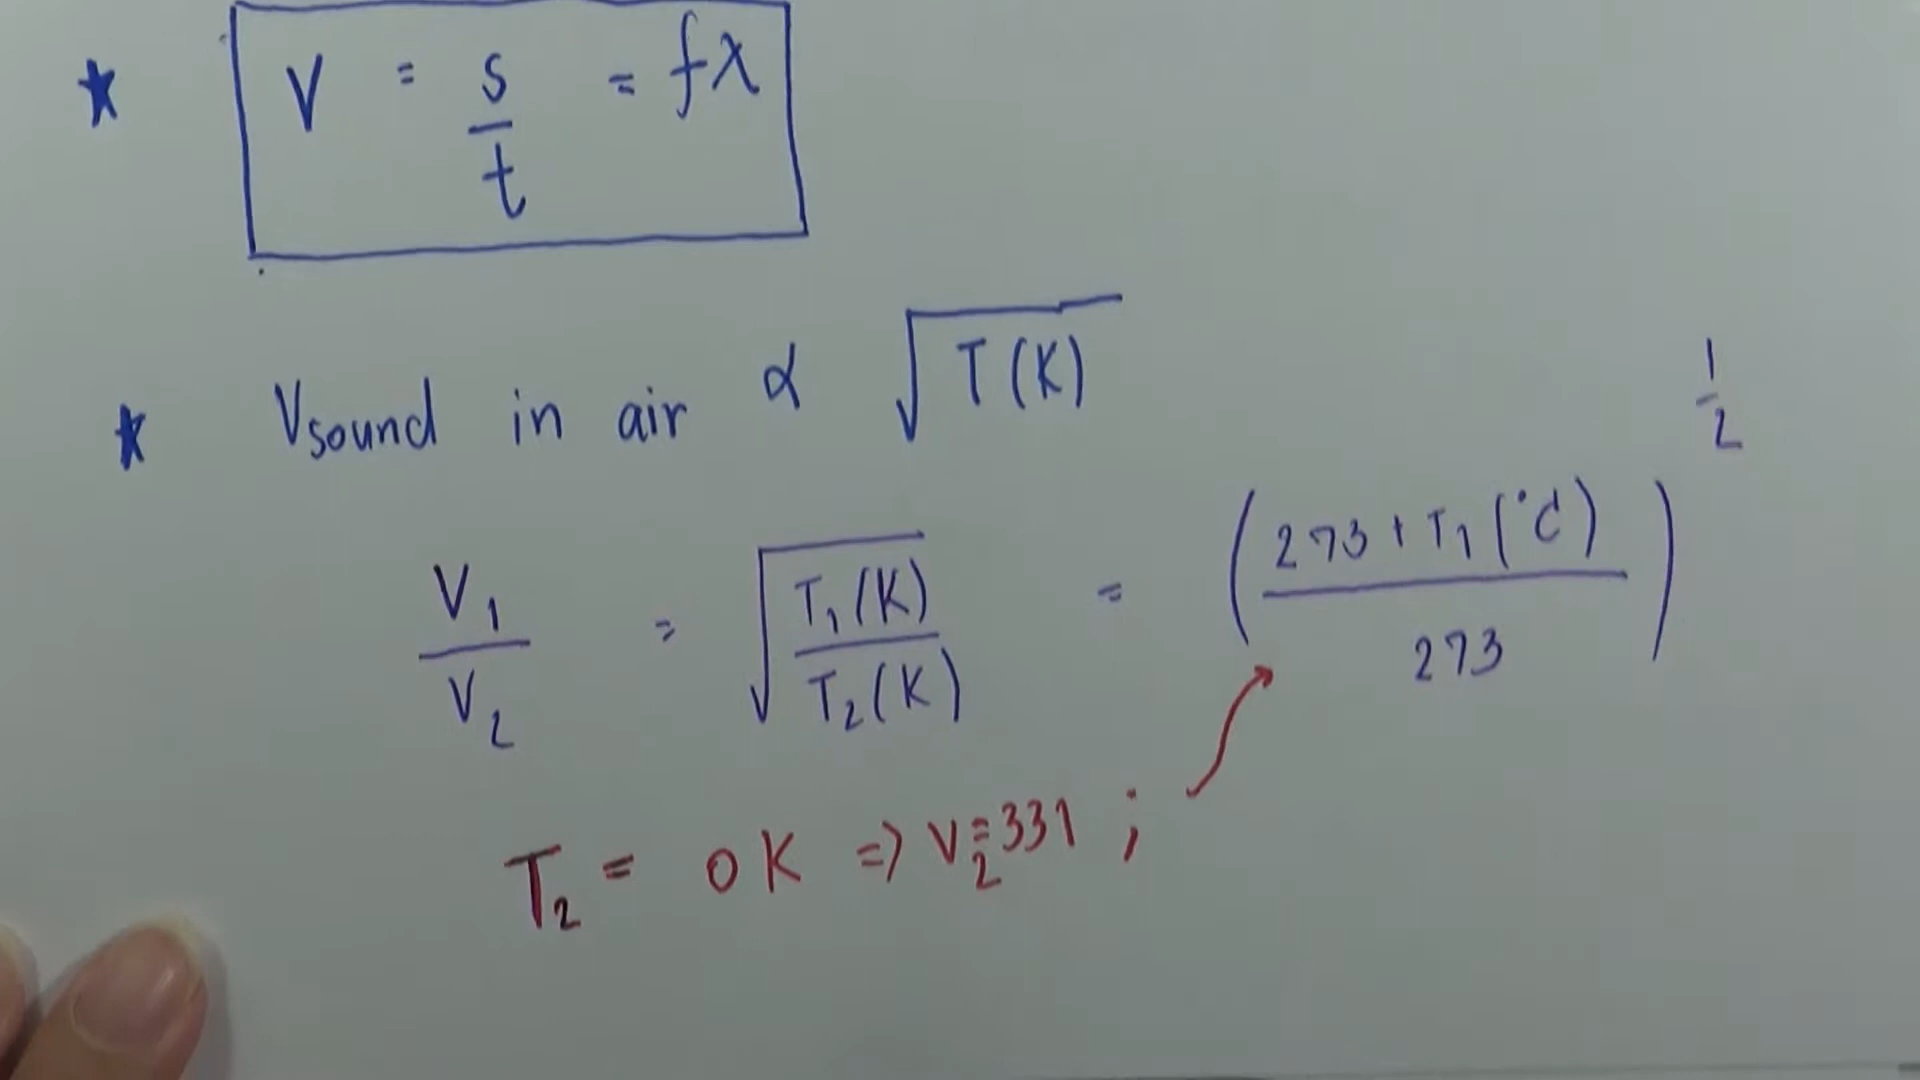 ★ V = s/t = fλ
★ Vsound in air ∝ √T(K)
V₁/V₂ = √(T₁(K)/T₂(K)) = ((273 + T₁(°C))/273)^(1/2)
T₂ = 0 K ⇒ V₂ = 331 ;